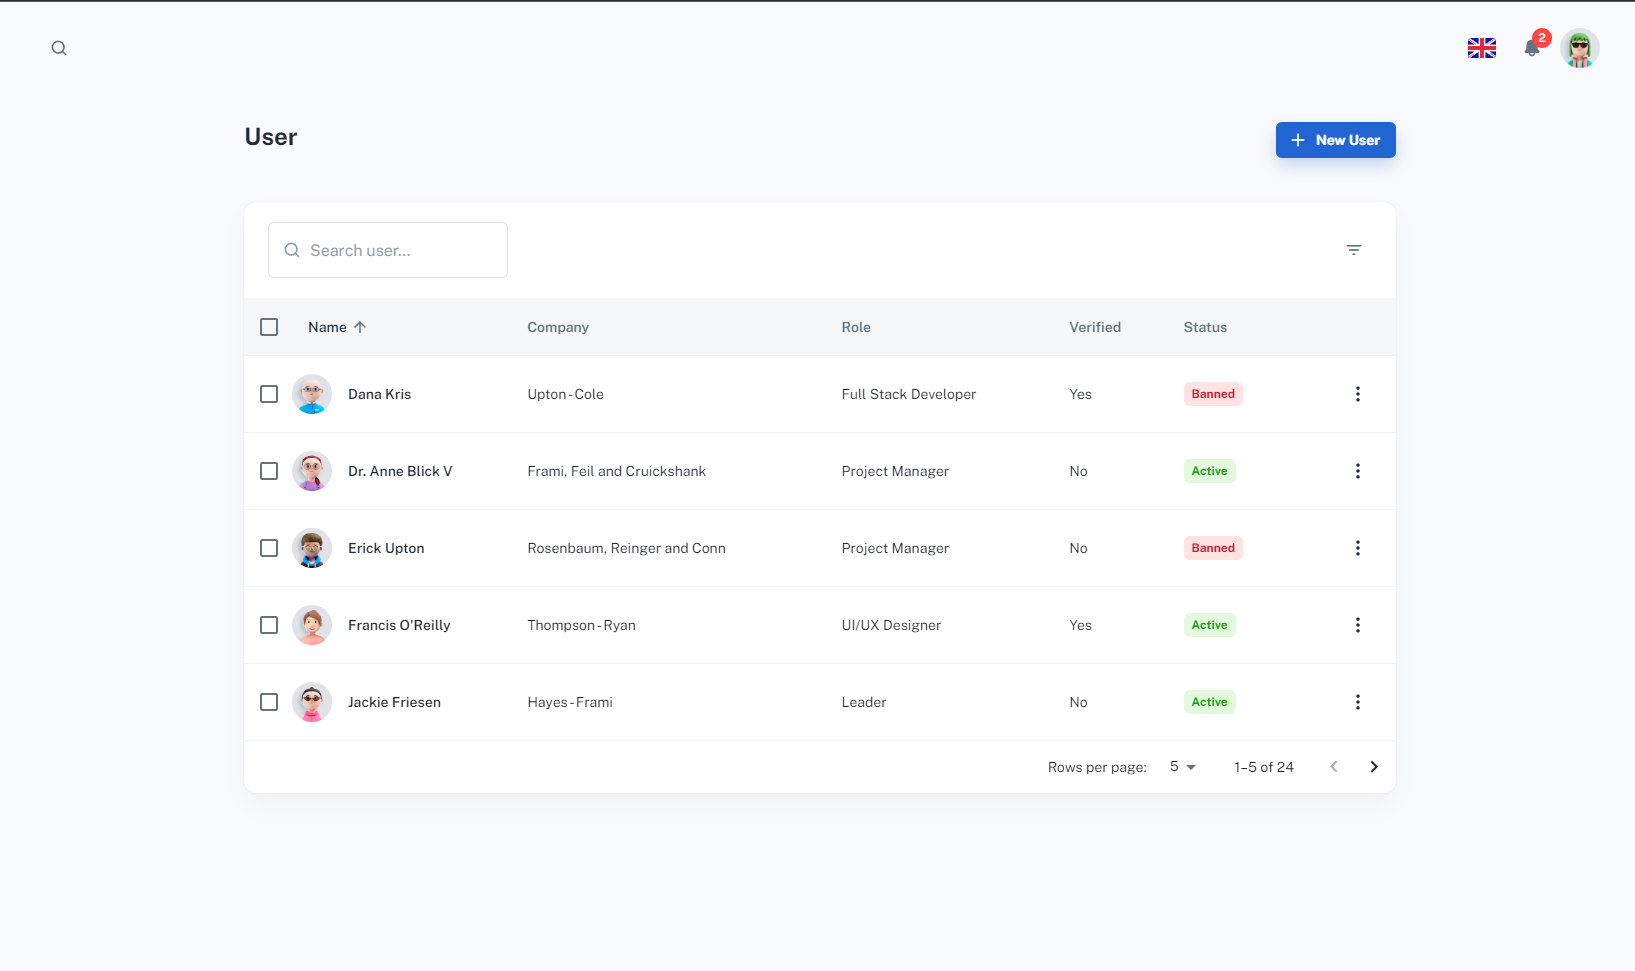 2
User
New User
Search user...
Name Company Role Verified Status
Dana Kris Upton-Cole Full Stack Developer Yes Banned
Dr. Anne Blick V Frami, Feil and Cruickshank Project Manager No Active
Erick Upton Rosenbaum, Reinger and Conn Project Manager No Banned
Francis O'Reilly Thompson-Ryan UI/UX Designer Yes Active
Jackie Friesen Hayes-Frami Leader No Active
Rows per page: 5 1–5 of 24